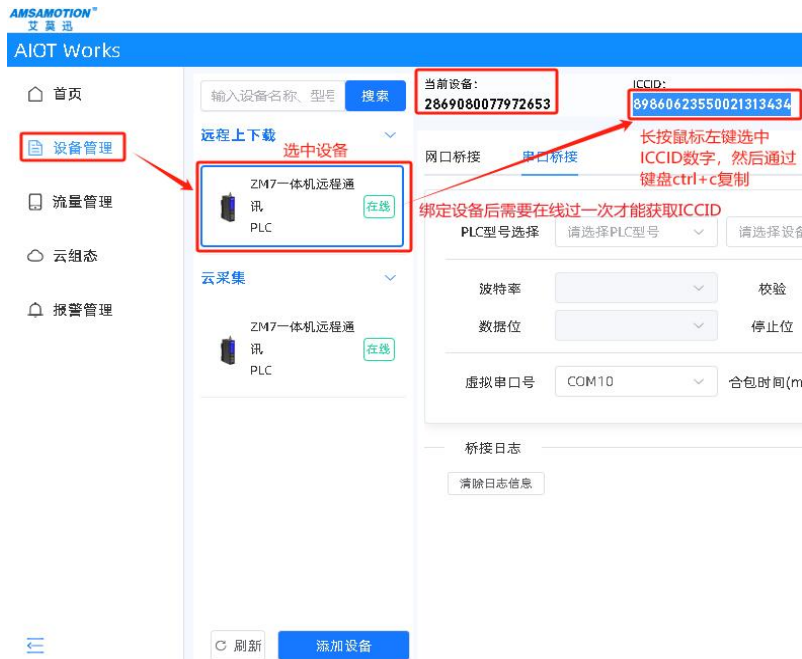 AMSAMOTION®
艾莫迅
AIOT Works
首页
设备管理
流量管理
云组态
报警管理
输入设备名称、型号
搜索
远程上下载
选中设备
ZM7一体机远程通
讯
PLC
在线
云采集
ZM7一体机远程通
讯
PLC
在线
刷新
添加设备
当前设备:
2869080077972653
ICCID:
89860623550021313434
长按鼠标左键选中
ICCID数字，然后通过
键盘ctrl+c复制
网口桥接
串口桥接
绑定设备后需要在线过一次才能获取ICCID
PLC型号选择
请选择PLC型号
请选择设备
波特率
校验
数据位
停止位
虚拟串口号
COM10
合包时间(m
桥接日志
清除日志信息